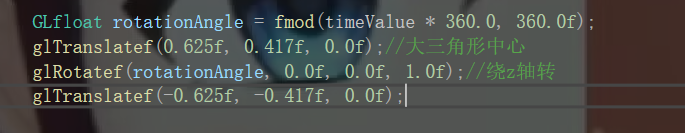 GLfloat rotationAngle = fmod(timeValue * 360.0, 360.0f);
glTranslatef(0.625f, 0.417f, 0.0f);//大三角形中心
glRotatef(rotationAngle, 0.0f, 0.0f, 1.0f);//绕z轴转
glTranslatef(-0.625f, -0.417f, 0.0f);